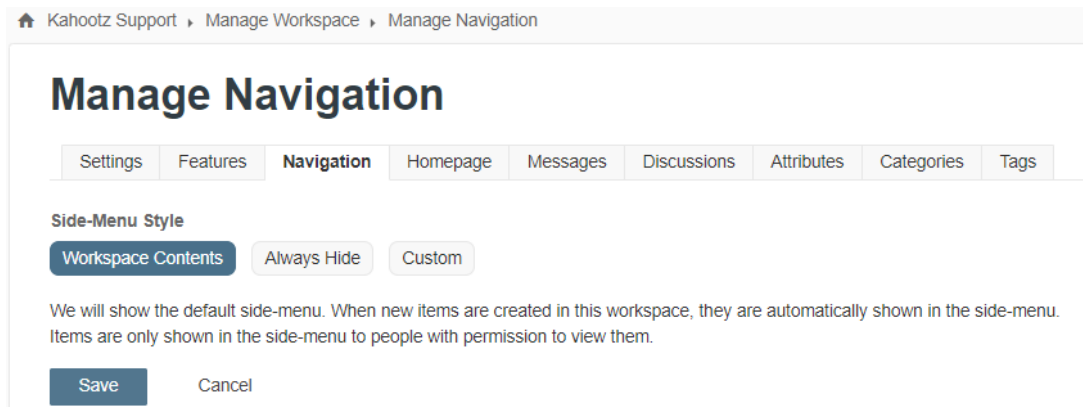 Kahootz Support ▸ Manage Workspace ▸ Manage Navigation
Manage Navigation
Settings Features Navigation Homepage Messages Discussions Attributes Categories Tags
Side-Menu Style
Workspace Contents Always Hide Custom
We will show the default side-menu. When new items are created in this workspace, they are automatically shown in the side-menu.
Items are only shown in the side-menu to people with permission to view them.
Save Cancel